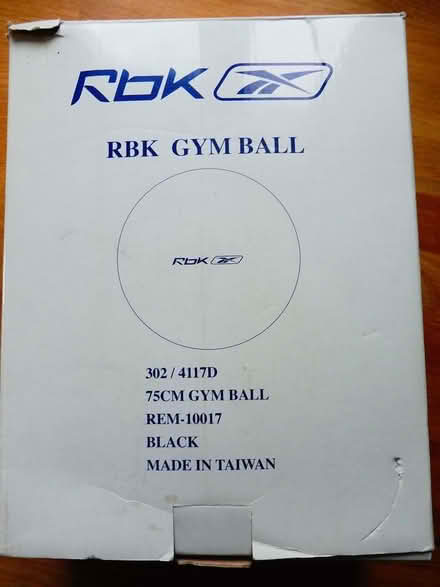 Rbk
RBK GYM BALL
Rbk
302 / 4117D
75CM GYM BALL
REM-10017
BLACK
MADE IN TAIWAN